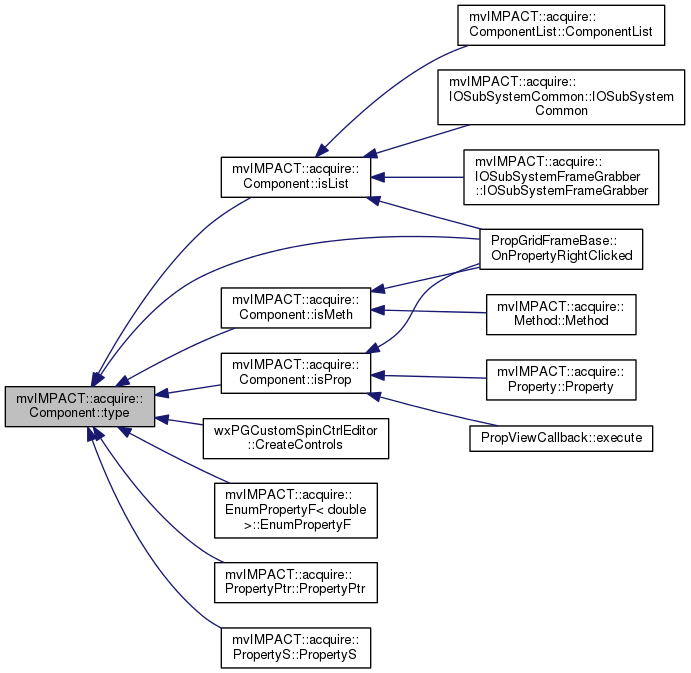 mvIMPACT::acquire::
ComponentList::ComponentList
mvIMPACT::acquire::
IOSubSystemCommon::IOSubSystem
Common
mvIMPACT::acquire::
IOSubSystemFrameGrabber
::IOSubSystemFrameGrabber
mvIMPACT::acquire::
Component::isList
PropGridFrameBase::
OnPropertyRightClicked
mvIMPACT::acquire::
Component::isMeth
mvIMPACT::acquire::
Method::Method
mvIMPACT::acquire::
Component::isProp
mvIMPACT::acquire::
Property::Property
mvIMPACT::acquire::
Component::type
wxPGCustomSpinCtrlEditor
::CreateControls
PropViewCallback::execute
mvIMPACT::acquire::
EnumPropertyF< double
>::EnumPropertyF
mvIMPACT::acquire::
PropertyPtr::PropertyPtr
mvIMPACT::acquire::
PropertyS::PropertyS